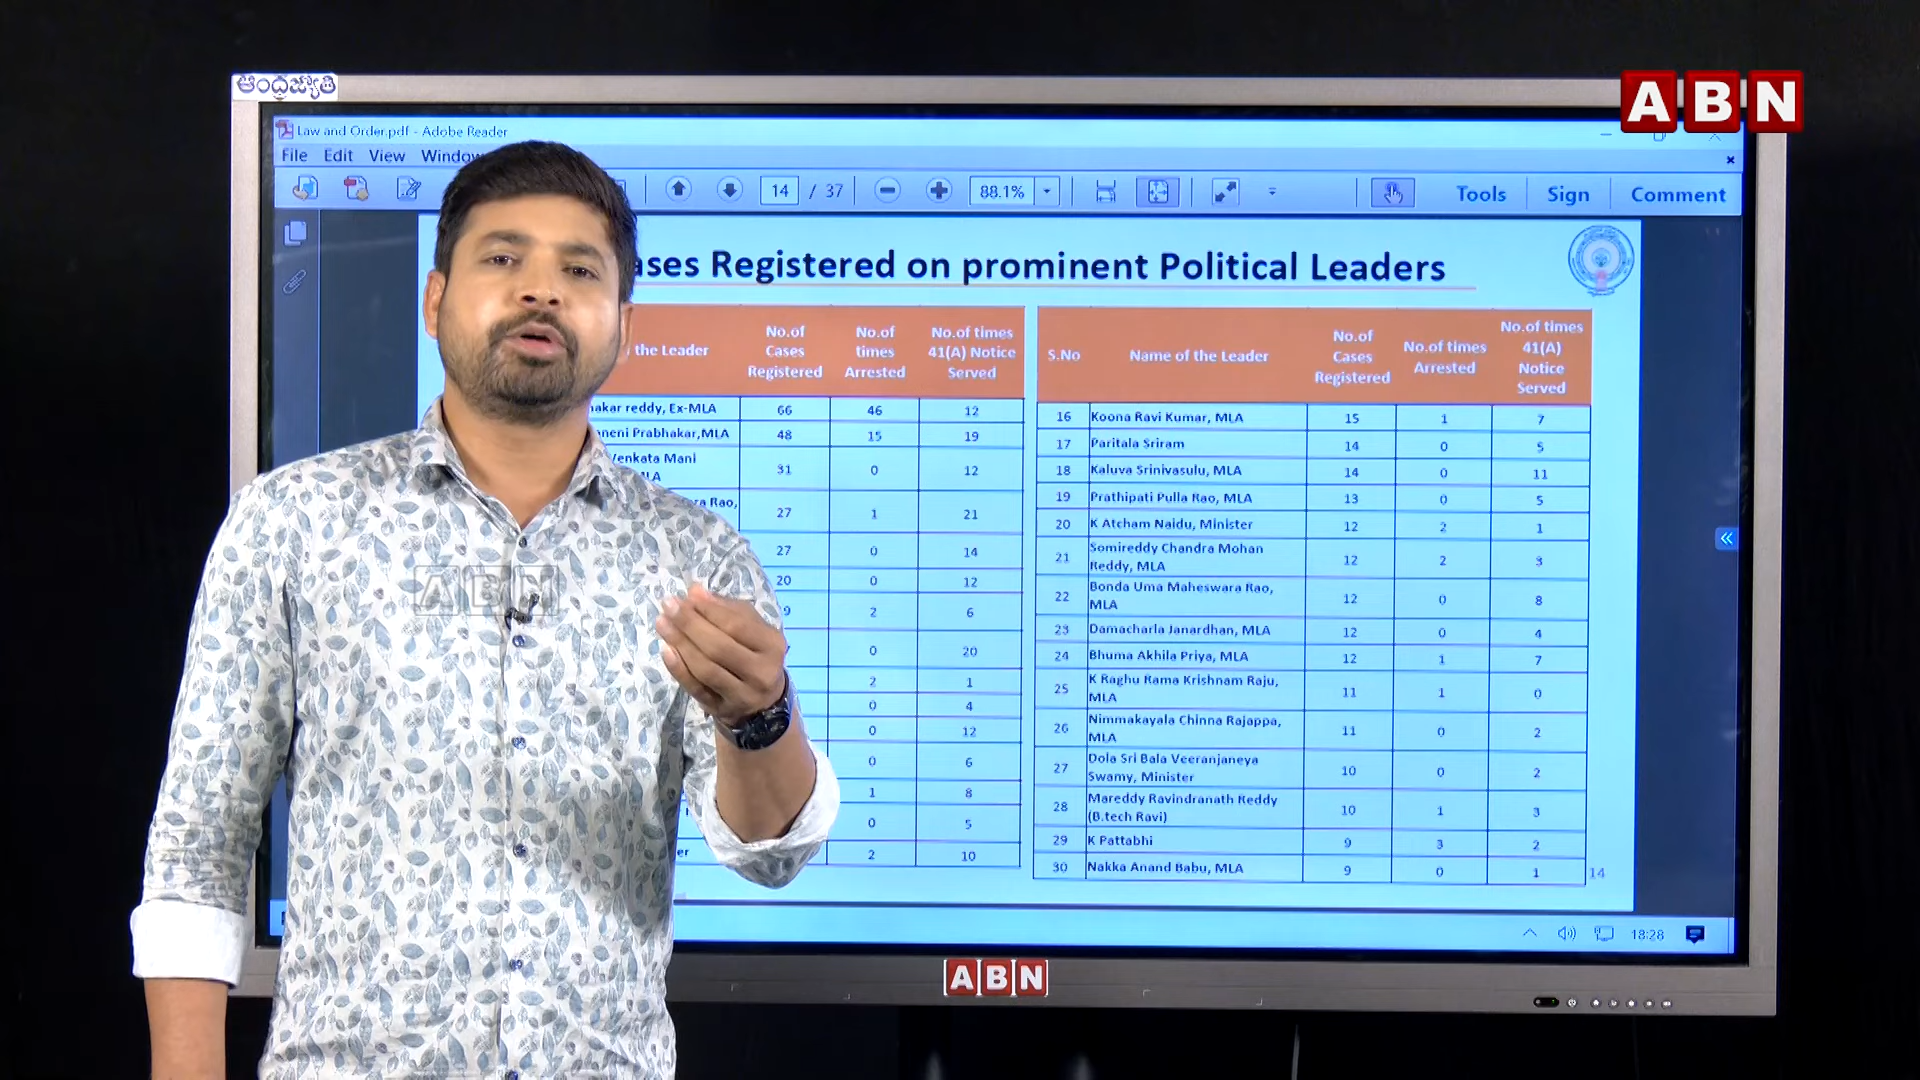 ఆంధ్రజ్యోతి
ABN
Law and Order.pdf - Adobe Reader
File Edit View Window
14 / 37 88.1% Tools Sign Comment
ases Registered on prominent Political Leaders
the Leader No.of Cases Registered No.of times Arrested No.of times 41(A) Notice Served
S.No Name of the Leader No.of Cases Registered No.of times Arrested No.of times 41(A) Notice Served
hakar reddy, Ex-MLA 66 46 12
neni Prabhakar,MLA 48 15 19
Venkata Mani 31 0 12
LA
ra Rao, 27 1 21
27 0 14
20 0 12
9 2 6
7 0 20
2 1
0 4
0 12
0 6
1 8
0 5
er 2 10
16 Koona Ravi Kumar, MLA 15 1 7
17 Paritala Sriram 14 0 5
18 Kaluva Srinivasulu, MLA 14 0 11
19 Prathipati Pulla Rao, MLA 13 0 5
20 K Atcham Naidu, Minister 12 2 1
21 Somireddy Chandra Mohan Reddy, MLA 12 2 3
22 Bonda Uma Maheswara Rao, MLA 12 0 8
23 Damacharla Janardhan, MLA 12 0 4
24 Bhuma Akhila Priya, MLA 12 1 7
25 K Raghu Rama Krishnam Raju, MLA 11 1 0
26 Nimmakayala Chinna Rajappa, MLA 11 0 2
27 Dola Sri Bala Veeranjaneya Swamy, Minister 10 0 2
28 Mareddy Ravindranath Reddy (B.tech Ravi) 10 1 3
29 K Pattabhi 9 3 2
30 Nakka Anand Babu, MLA 9 0 1
14
18:28
ABN
ABN